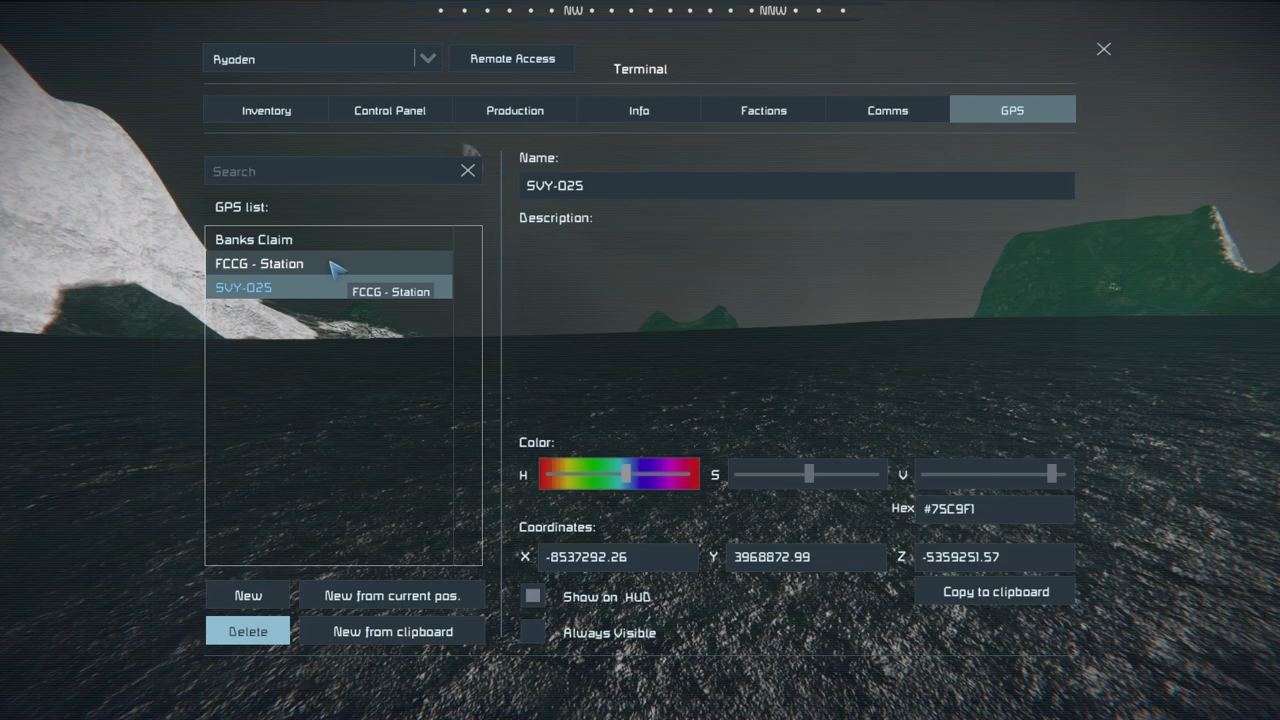 NW NNW
Ryoden
Remote Access
Terminal
Inventory Control Panel Production Info Factions Comms GPS
Search
GPS list:
Banks Claim
FCCG - Station
SVY-025
FCCG - Station
New
New from current pos.
Delete
New from clipboard
Name:
SVY-025
Description:
Color:
H S V
Hex #75C9F1
Coordinates:
X -8537292.26 Y 3968872.99 Z -5359251.57
Show on HUD
Copy to clipboard
Always Visible